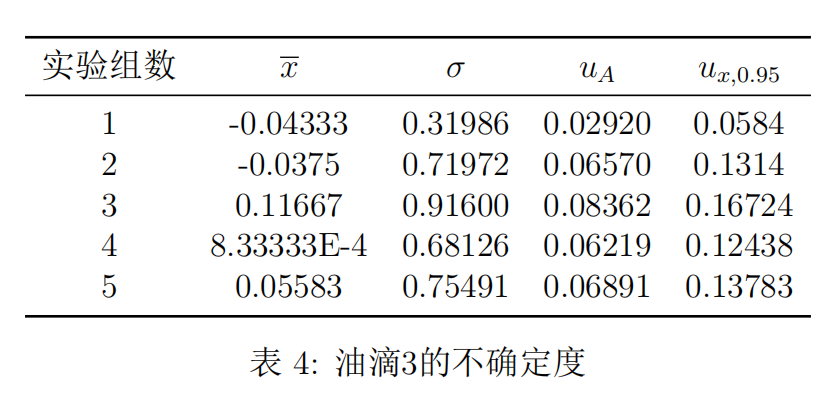 实验组数 x̄ σ u_A u_{x,0.95}
1 -0.04333 0.31986 0.02920 0.0584
2 -0.0375 0.71972 0.06570 0.1314
3 0.11667 0.91600 0.08362 0.16724
4 8.33333E-4 0.68126 0.06219 0.12438
5 0.05583 0.75491 0.06891 0.13783
表 4: 油滴3的不确定度